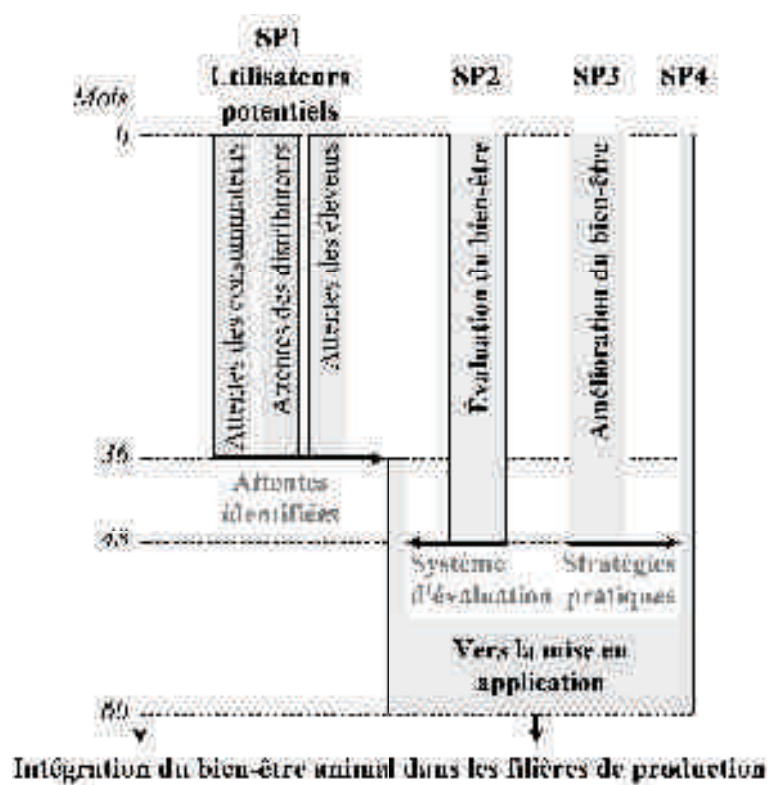 SP1
Utilisateurs
potentiels
SP2
SP3
SP4
Mois
0
Attentes des consommateurs
Attentes des distributeurs
Attentes des éleveurs
Évaluation du bien-être
Amélioration du bien-être
36
Attentes
identifiées
48
Système
d'évaluation
Stratégies
pratiques
Vers la mise en
application
60
Intégration du bien-être animal dans les filières de production